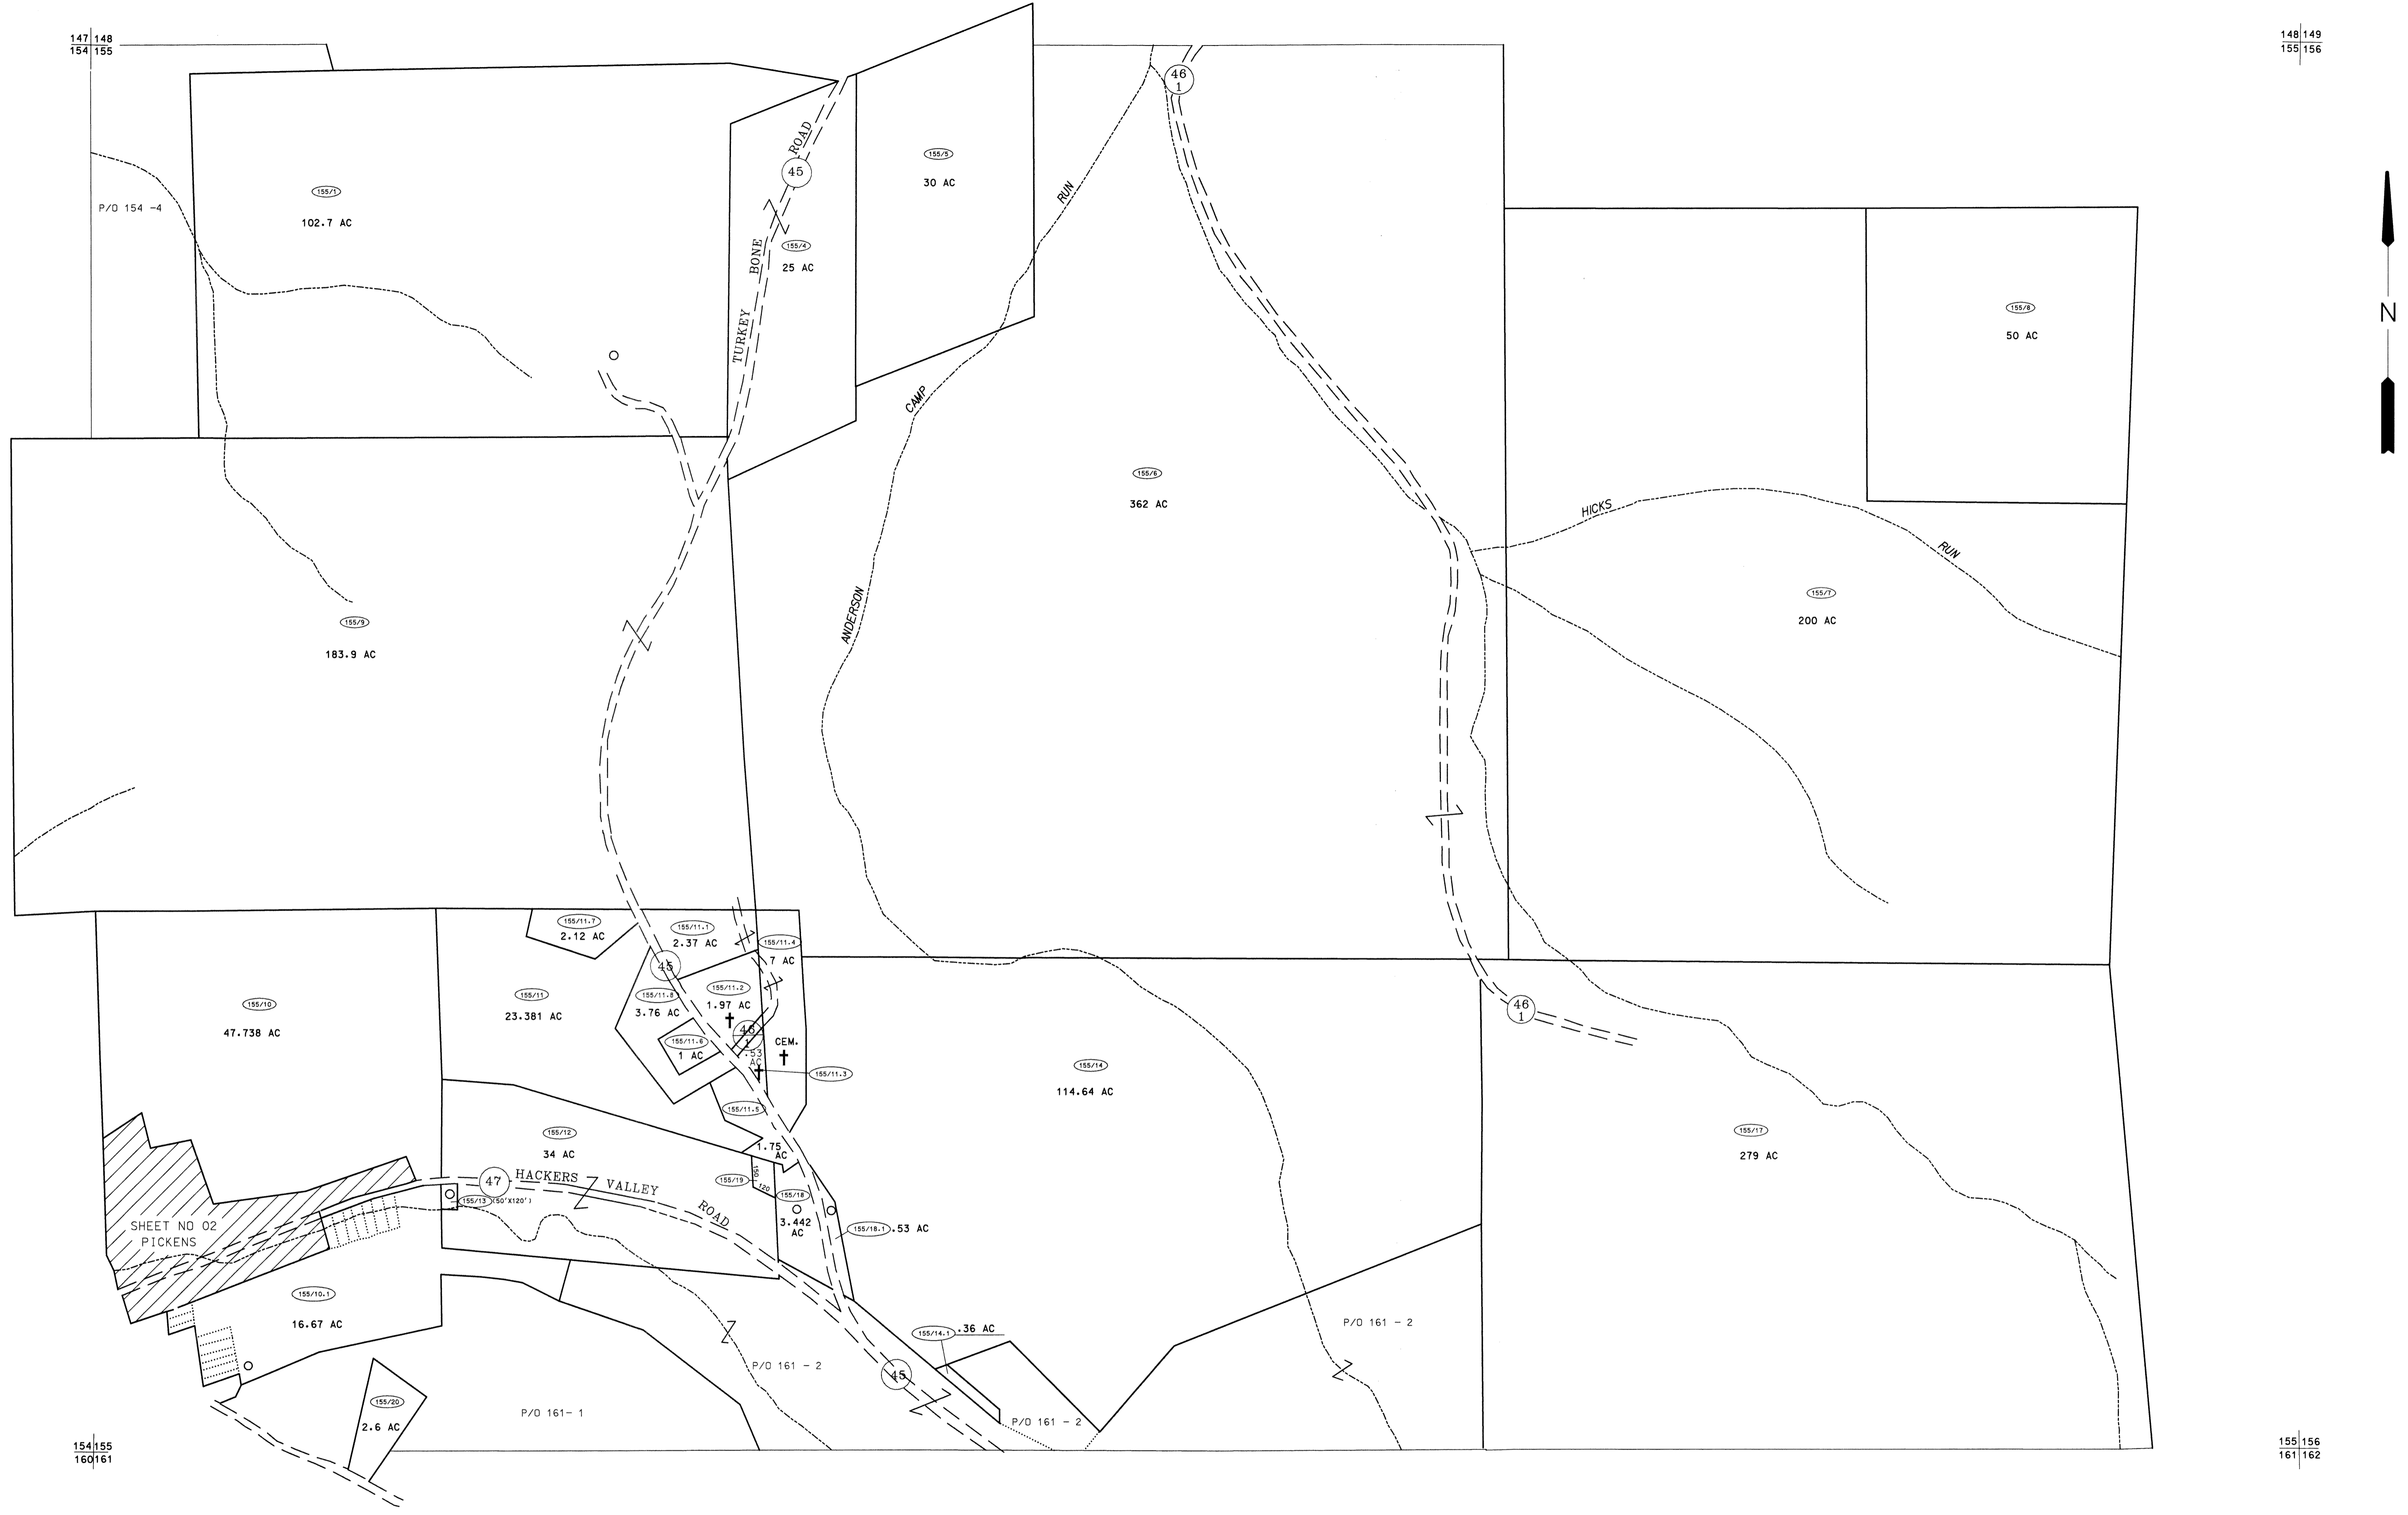 147 148
154 155
148 149
155 156
46
1
ROAD
45
155/5
30 AC
155/1
102.7 AC
P/O 154 -4
RUN
155/4
25 AC
BONE
TURKEY
155/8
50 AC
N
CAMP
155/6
362 AC
HICKS
RUN
ANDERSON
155/7
200 AC
155/9
183.9 AC
155/11.7
2.12 AC
155/11.1
2.37 AC
155/11.4
7 AC
45
155/11.8
3.76 AC
155/11.2
1.97 AC
155/10
47.738 AC
155/11
23.381 AC
46
1
155/11.6
1 AC
.53
AC
CEM.
155/11.3
46
1
155/14
114.64 AC
155/11.5
1.75
AC
155/12
34 AC
155/17
279 AC
47
HACKERS VALLEY ROAD
155/13 (50'X120')
155/19
150
120
155/18
3.442
AC
155/18.1 .53 AC
SHEET NO 02
PICKENS
155/10.1
16.67 AC
155/14.1 .36 AC
P/O 161 - 2
P/O 161 - 2
45
155/20
2.6 AC
P/O 161- 1
P/O 161 - 2
154 155
160 161
155 156
161 162